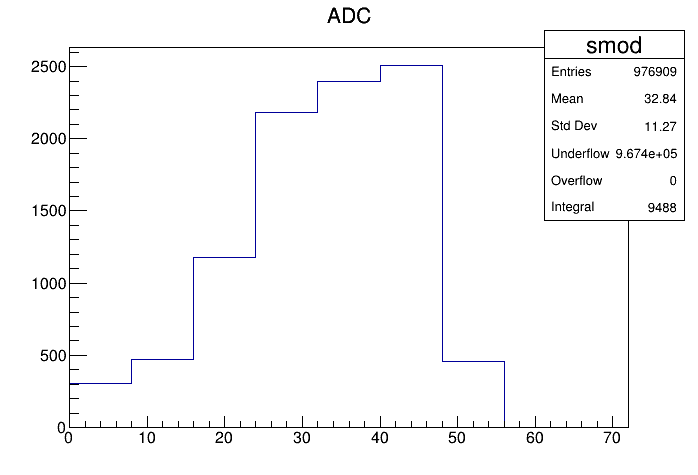 ADC
smod
Entries 976909
Mean 32.84
Std Dev 11.27
Underflow 9.674e+05
Overflow 0
Integral 9488
2500
2000
1500
1000
500
0
0 10 20 30 40 50 60 70